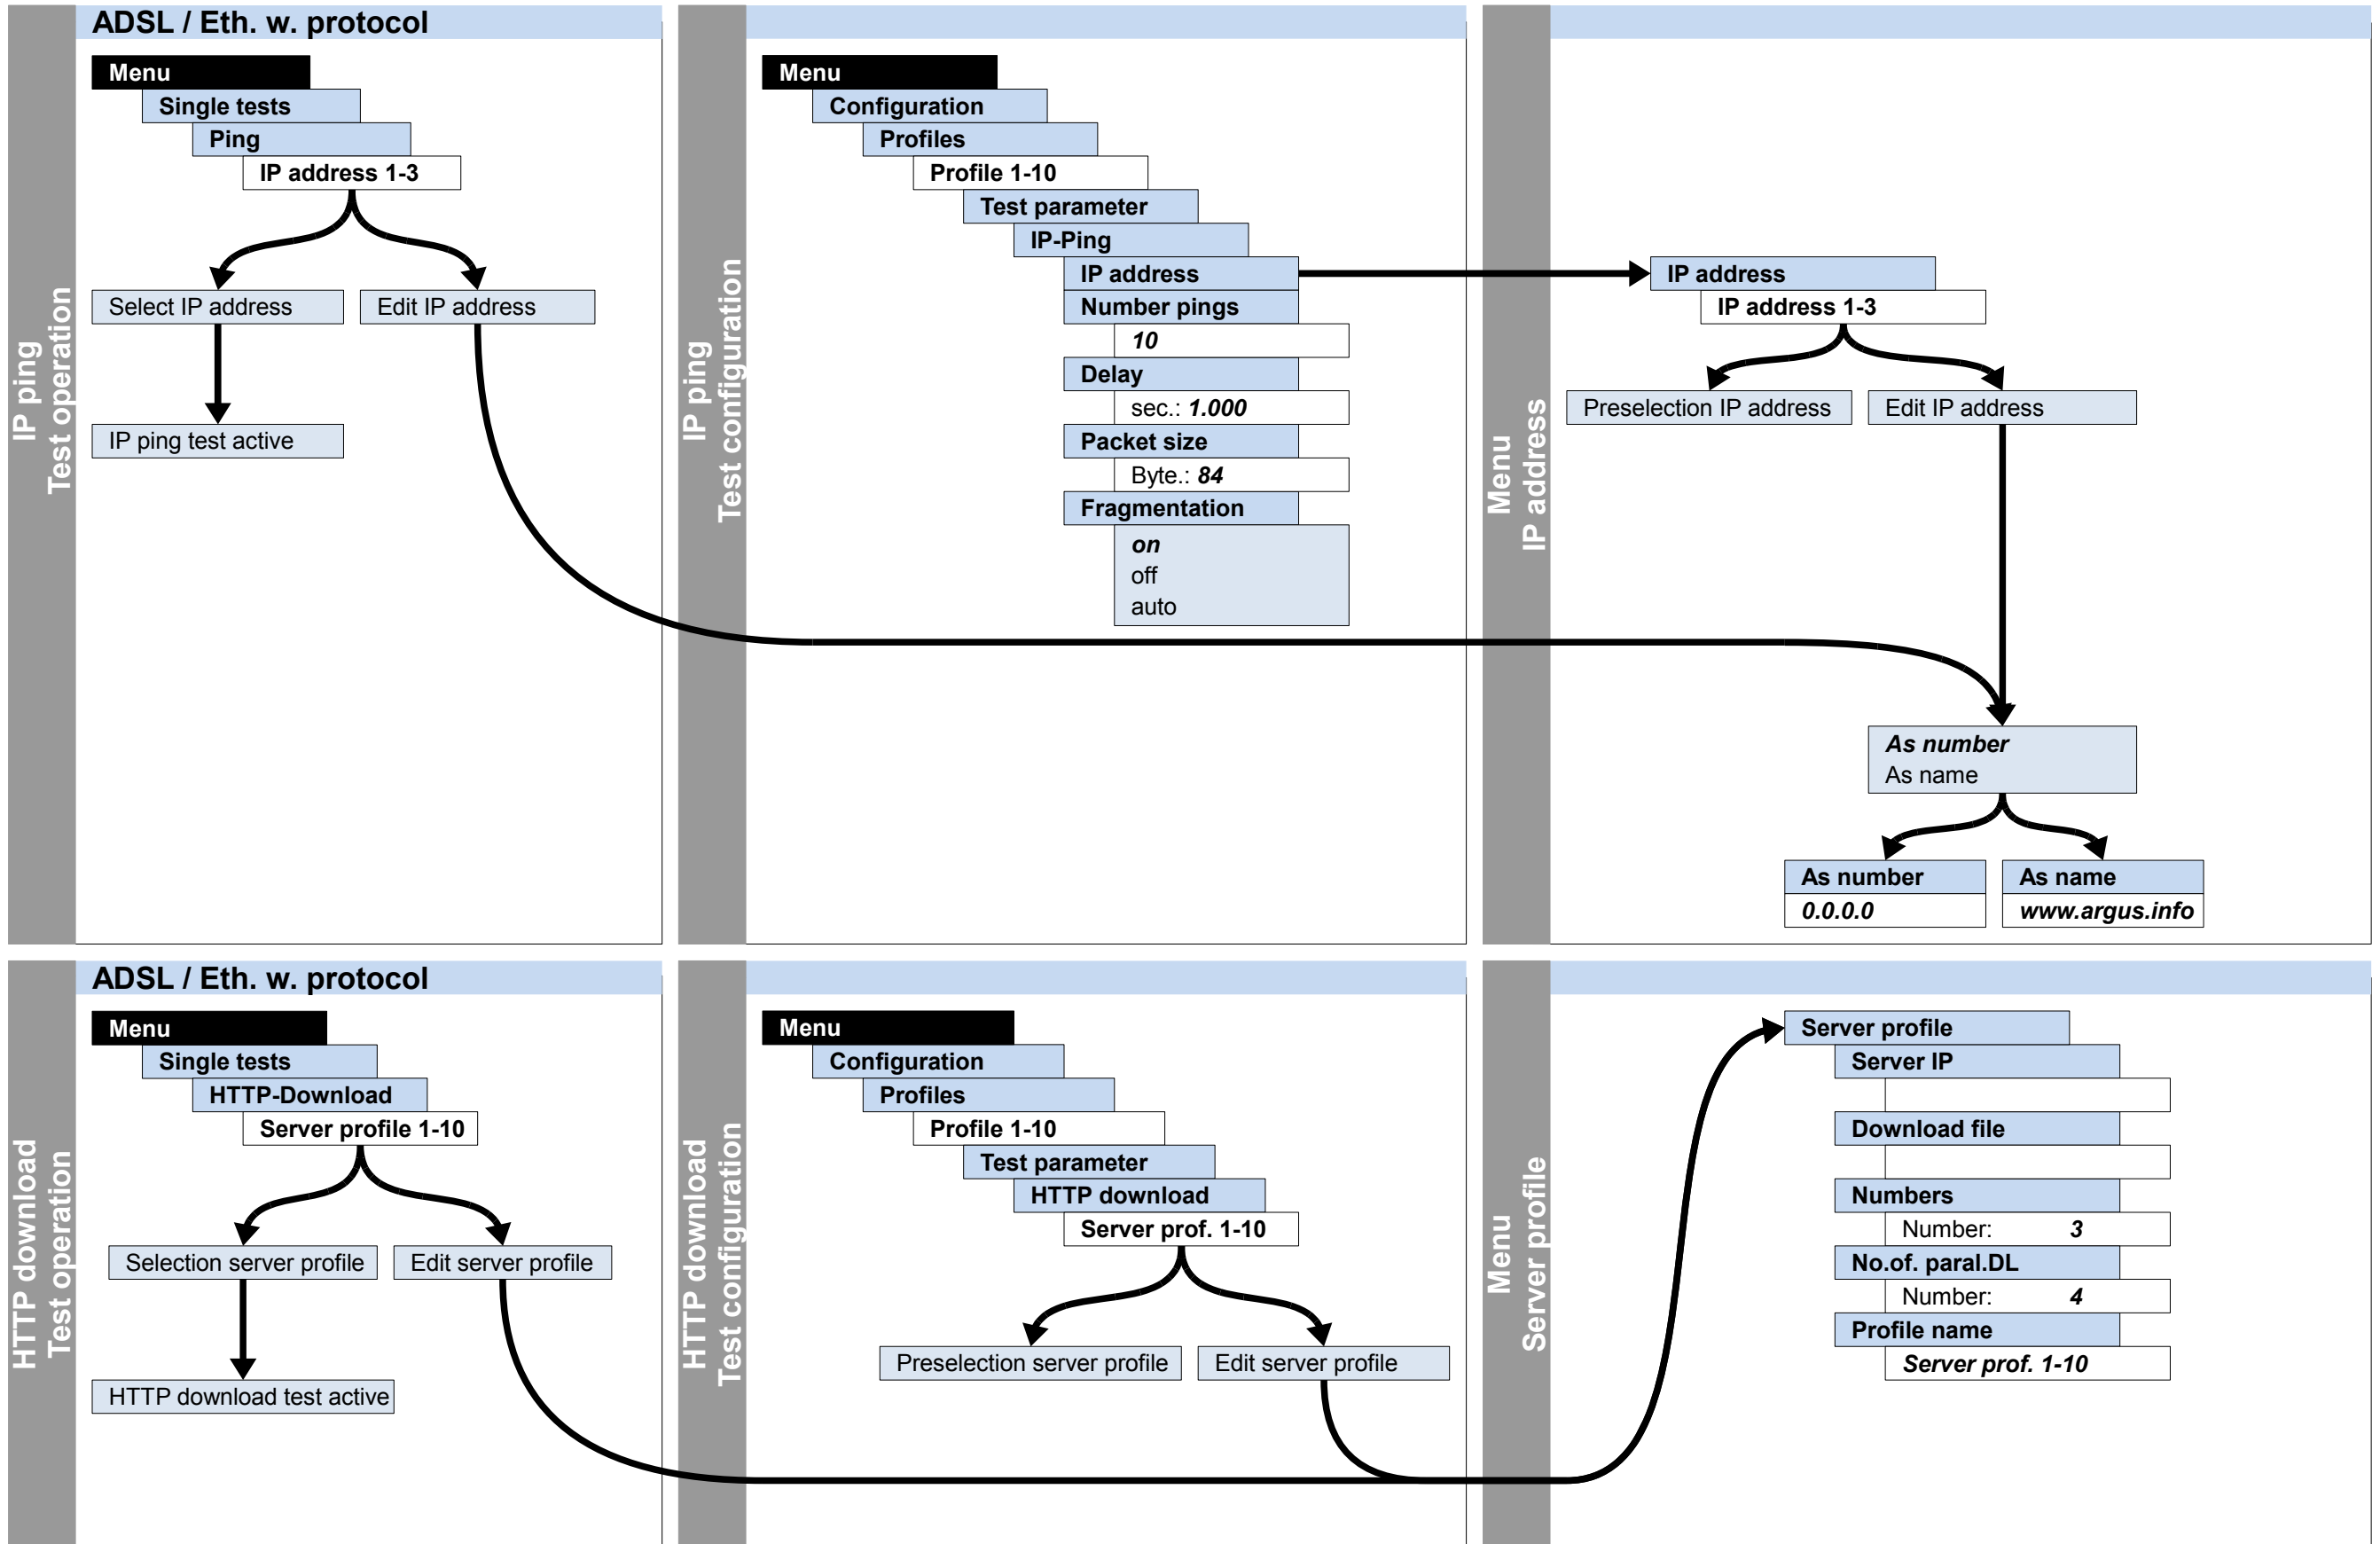 IP ping
Test operation
ADSL / Eth. w. protocol
Menu
Single tests
Ping
IP address 1-3
Select IP address
Edit IP address
IP ping test active
IP ping
Test configuration
Menu
Configuration
Profiles
Profile 1-10
Test parameter
IP-Ping
IP address
Number pings
10
Delay
sec.: 1.000
Packet size
Byte.: 84
Fragmentation
on
off
auto
Menu
IP address
IP address
IP address 1-3
Preselection IP address
Edit IP address
As number
As name
As number
0.0.0.0
As name
www.argus.info
HTTP download
Test operation
ADSL / Eth. w. protocol
Menu
Single tests
HTTP-Download
Server profile 1-10
Selection server profile
Edit server profile
HTTP download test active
HTTP download
Test configuration
Menu
Configuration
Profiles
Profile 1-10
Test parameter
HTTP download
Server prof. 1-10
Preselection server profile
Edit server profile
Menu
Server profile
Server profile
Server IP
Download file
Numbers
Number: 3
No.of. paral.DL
Number: 4
Profile name
Server prof. 1-10